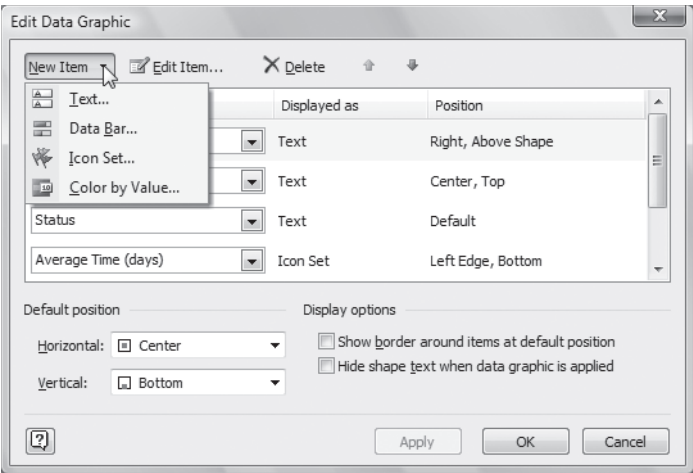 Edit Data Graphic
New Item Edit Item... Delete
Text...
Data Bar...
Icon Set...
Color by Value...
Displayed as Position
Text Right, Above Shape
Text Center, Top
Status Text Default
Average Time (days) Icon Set Left Edge, Bottom
Default position Display options
Horizontal: Center Show border around items at default position
Hide shape text when data graphic is applied
Vertical: Bottom
Apply OK Cancel